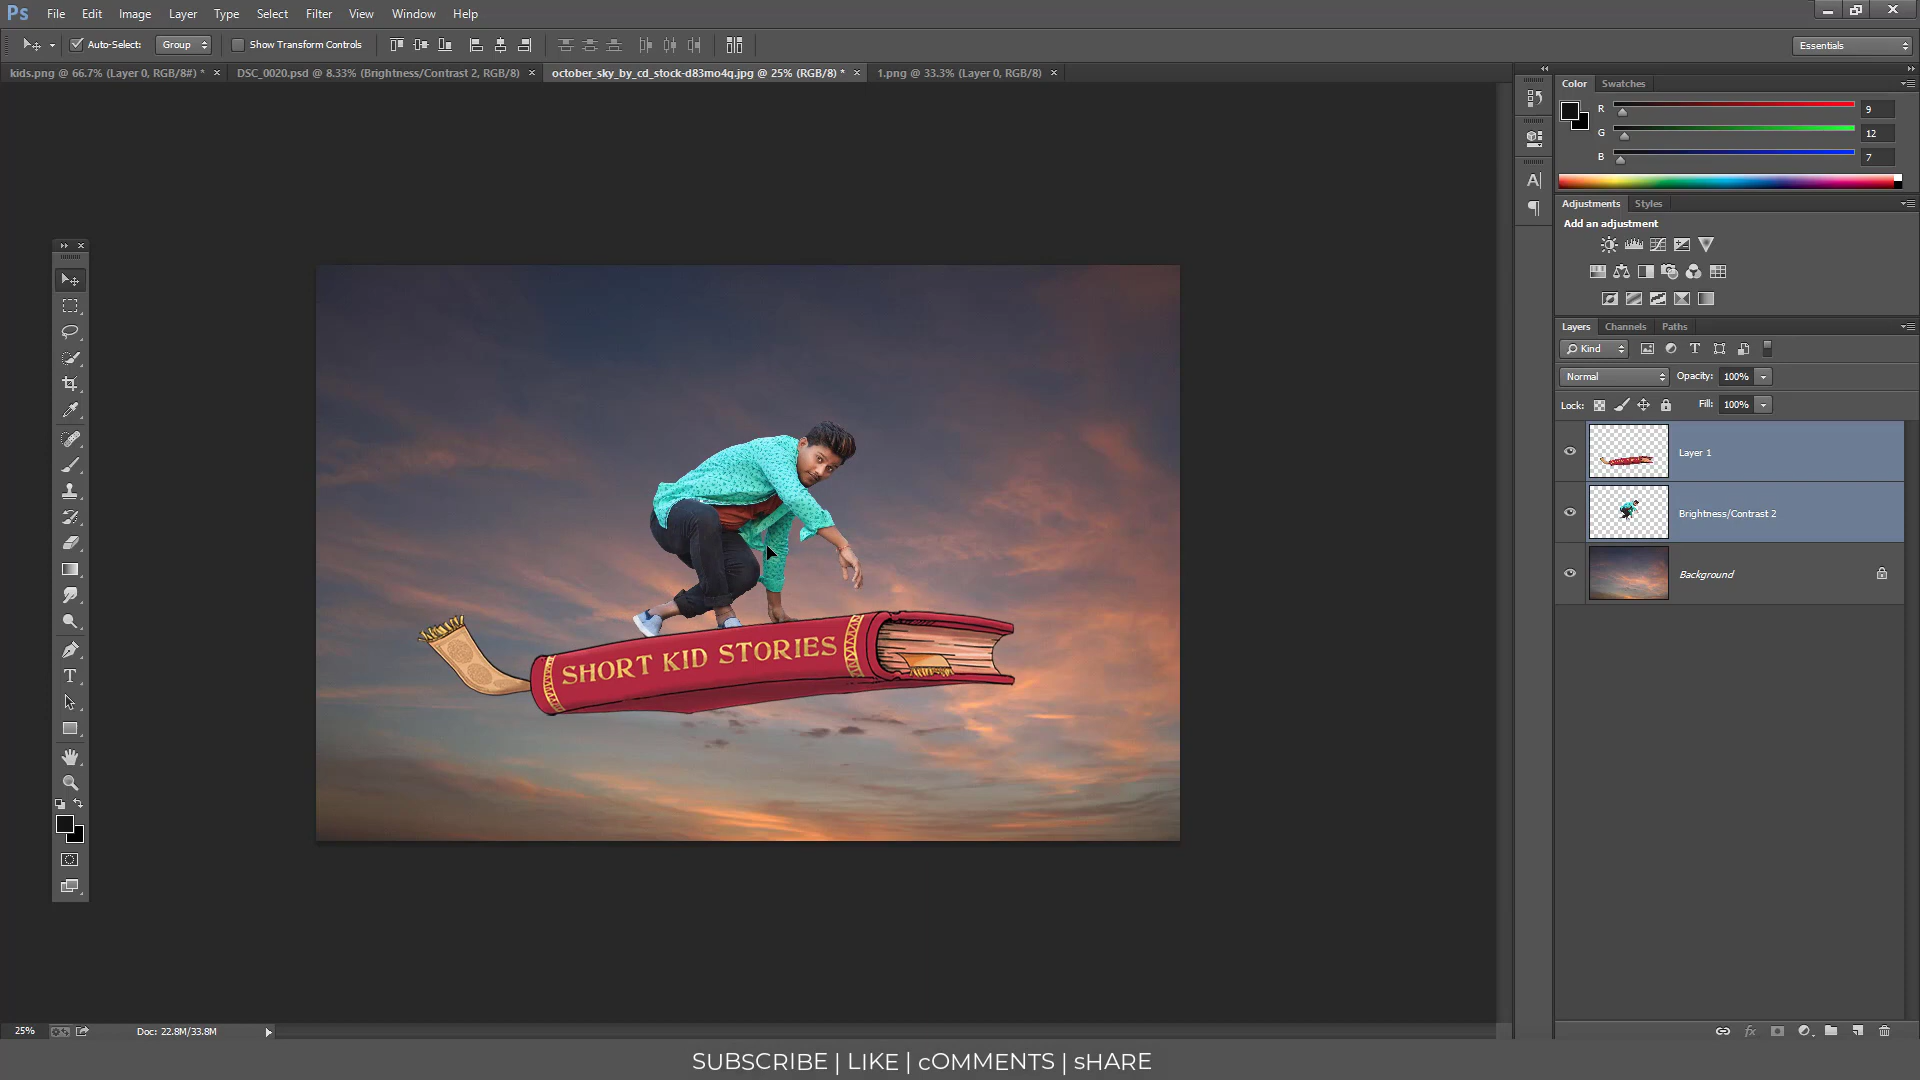 Ps File Edit Image Layer Type Select Filter View Window Help
Auto-Select: Group Show Transform Controls Essentials
kids.png @ 66.7% (Layer 0, RGB/8#) * × DSC_0020.psd @ 8.33% (Brightness/Contrast 2, RGB/8) × october_sky_by_cd_stock-d83mo4q.jpg @ 25% (RGB/8) * × 1.png @ 33.3% (Layer 0, RGB/8) ×
Color Swatches
R 9
G 12
B 7
Adjustments Styles
Add an adjustment
Layers Channels Paths
Kind
Normal Opacity: 100%
Lock: Fill: 100%
Layer 1
Brightness/Contrast 2
Background
SHORT KID STORIES
25% Doc: 22.8M/33.8M
SUBSCRIBE | LIKE | cOMMENTS | sHARE